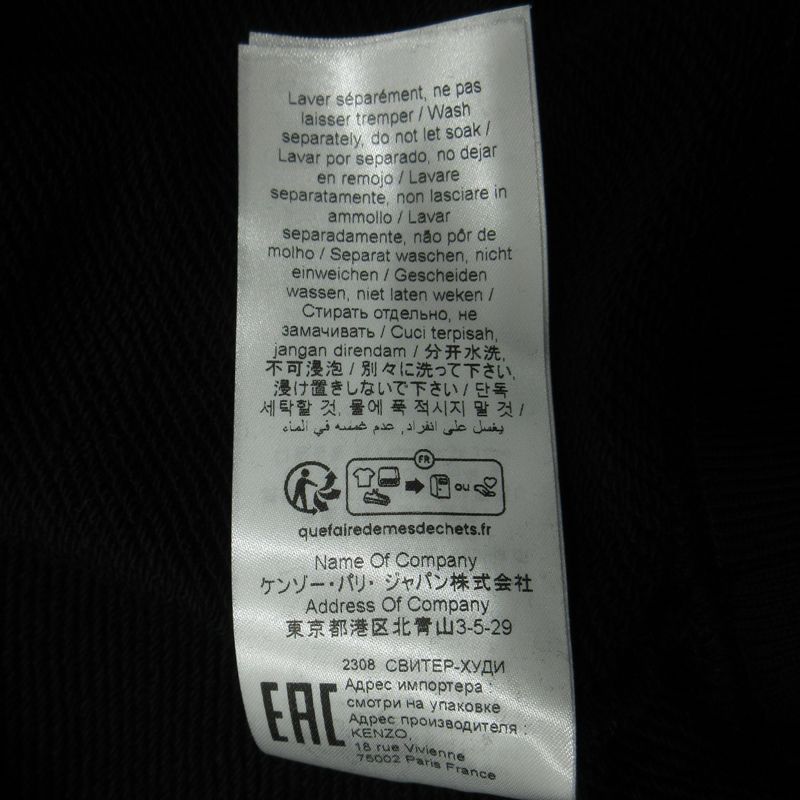 Laver séparément, ne pas
laisser tremper / Wash
separately, do not let soak /
Lavar por separado, no dejar
en remojo / Lavare
separatamente, non lasciare in
ammollo / Lavar
separadamente, não pôr de
molho / Separat waschen, nicht
einweichen / Gescheiden
wassen, niet laten weken /
Стирать отдельно, не
замачивать / Cuci terpisah,
jangan direndam / 分开水洗,
不可浸泡 / 別々に洗って下さい,
浸け置きしないで下さい / 단독
세탁할 것, 물에 푹 적시지 말 것 /
يغسل على انفراد, عدم غمسه في الماء
FR
ou
quefairedemesdechets.fr
Name Of Company
ケンゾー・パリ・ジャパン株式会社
Address Of Company
東京都港区北青山3-5-29
2308 СВИТЕР-ХУДИ
EAC
Адрес импортера :
смотри на упаковке
Адрес производителя :
KENZO,
18 rue Vivienne
75002 Paris France